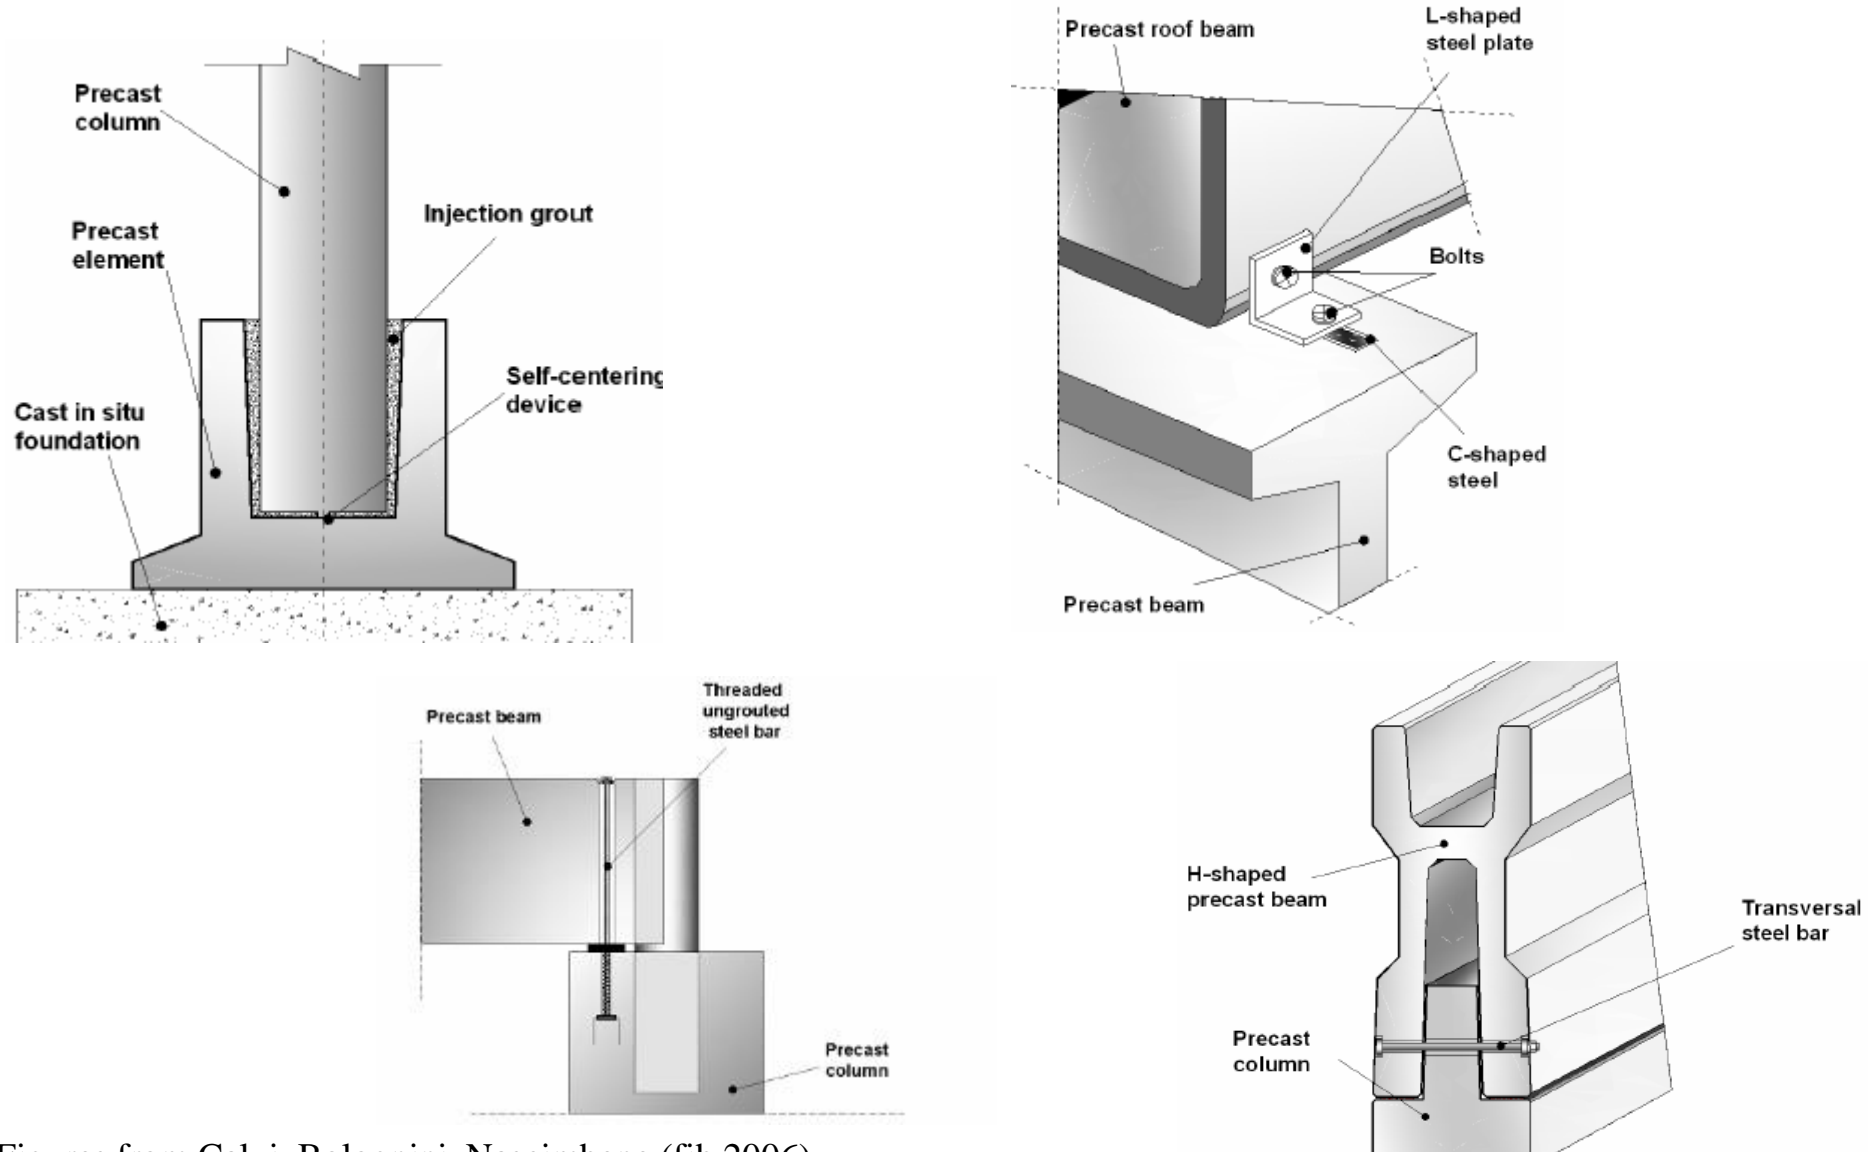 Precast
column
Injection grout
Precast
element
Self-centering
device
Cast in situ
foundation
Precast roof beam
L-shaped
steel plate
Bolts
C-shaped
steel
Precast beam
Threaded
ungrouted
steel bar
Precast beam
Precast
column
H-shaped
precast beam
Transversal
steel bar
Precast
column
(fib 2006)